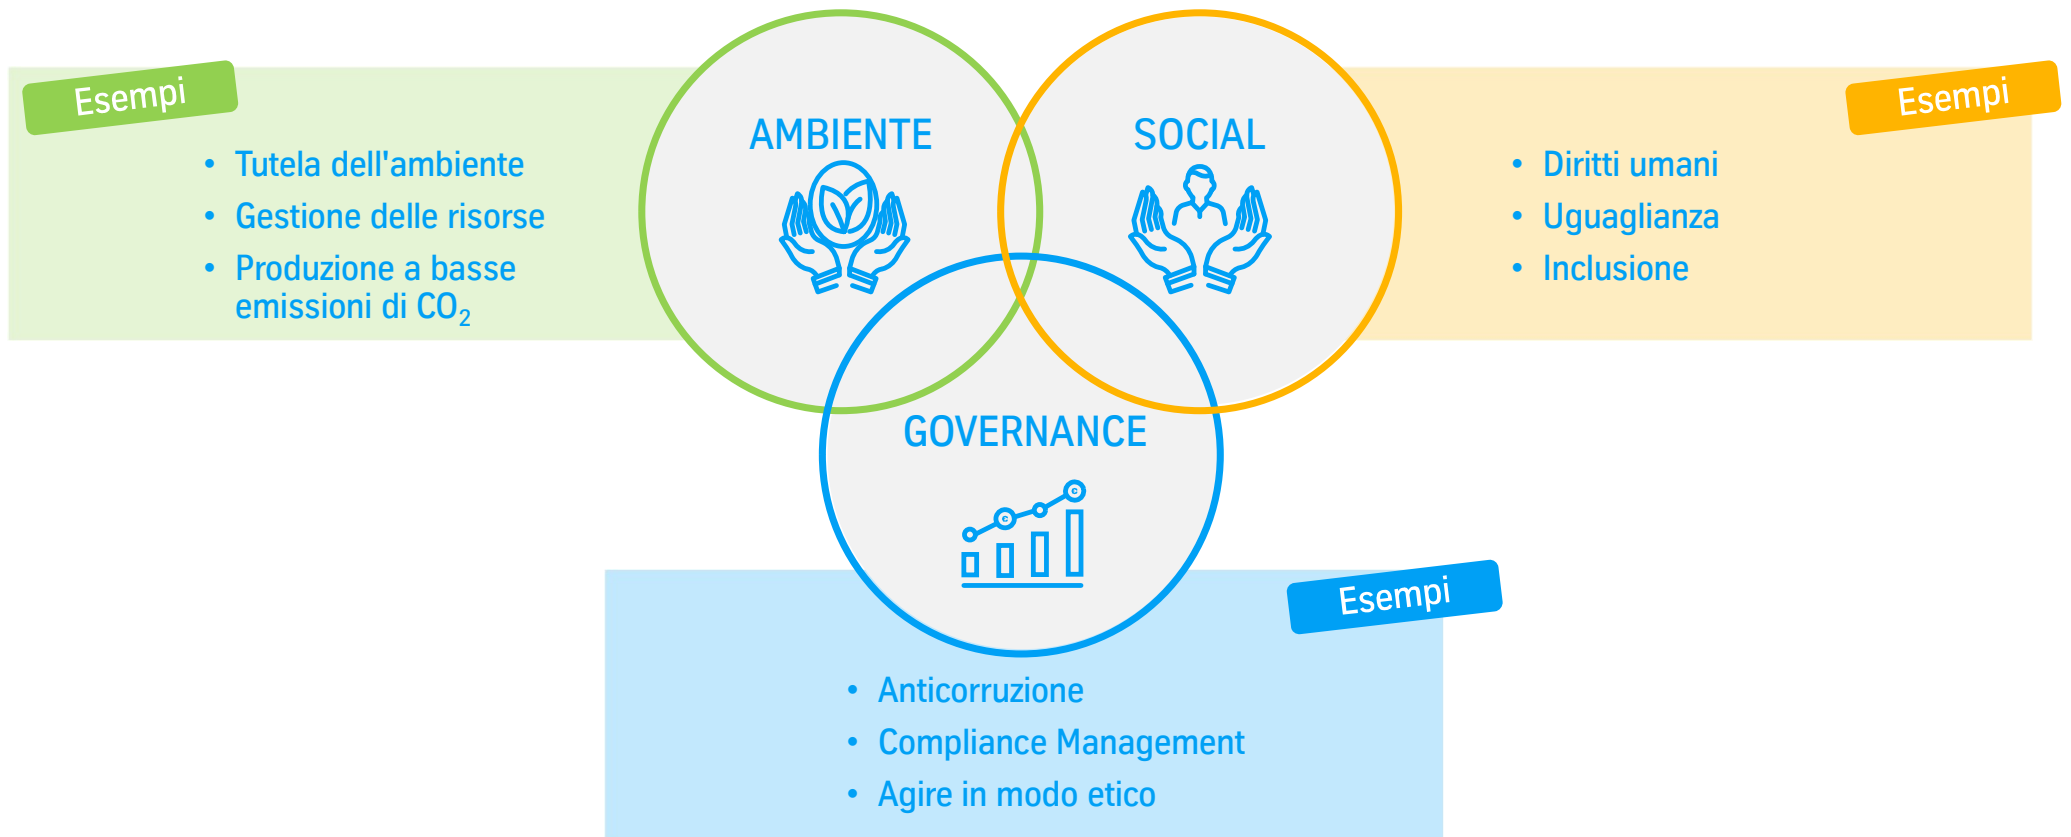 Esempi
• Tutela dell'ambiente
• Gestione delle risorse
• Produzione a basse
emissioni di CO₂
AMBIENTE
SOCIAL
Esempi
• Diritti umani
• Uguaglianza
• Inclusione
GOVERNANCE
c
c
Esempi
• Anticorruzione
• Compliance Management
• Agire in modo etico